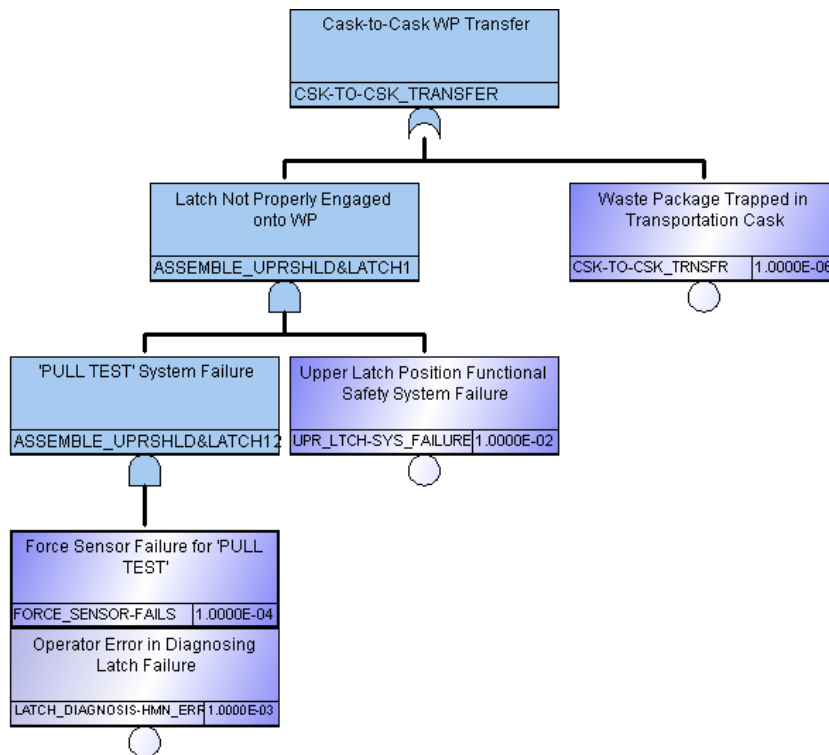 Cask-to-Cask WP Transfer
CSK-TO-CSK_TRANSFER
Latch Not Properly Engaged
onto WP
ASSEMBLE_UPRSHLD&LATCH1
Waste Package Trapped in
Transportation Cask
CSK-TO-CSK_TRNSFR 1.0000E-06
'PULL TEST' System Failure
ASSEMBLE_UPRSHLD&LATCH12
Upper Latch Position Functional
Safety System Failure
UPR_LTCH-SYS_FAILURE 1.0000E-02
Force Sensor Failure for 'PULL
TEST'
FORCE_SENSOR-FAILS 1.0000E-04
Operator Error in Diagnosing
Latch Failure
LATCH_DIAGNOSIS-HMN_ERR 1.0000E-03